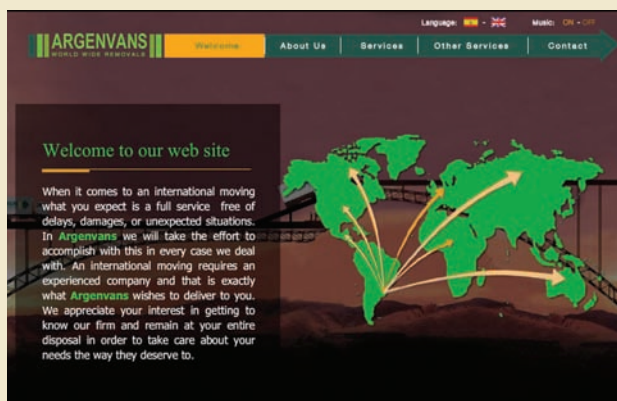 Language: - Music: ON - OFF
ARGENVANS
WORLD WIDE REMOVALS
Welcome About Us Services Other Services Contact
Welcome to our web site
When it comes to an international moving
what you expect is a full service free of
delays, damages, or unexpected situations.
In Argenvans we will take the effort to
accomplish with this in every case we deal
with. An international moving requires an
experienced company and that is exactly
what Argenvans wishes to deliver to you.
We appreciate your interest in getting to
know our firm and remain at your entire
disposal in order to take care about your
needs the way they deserve to.